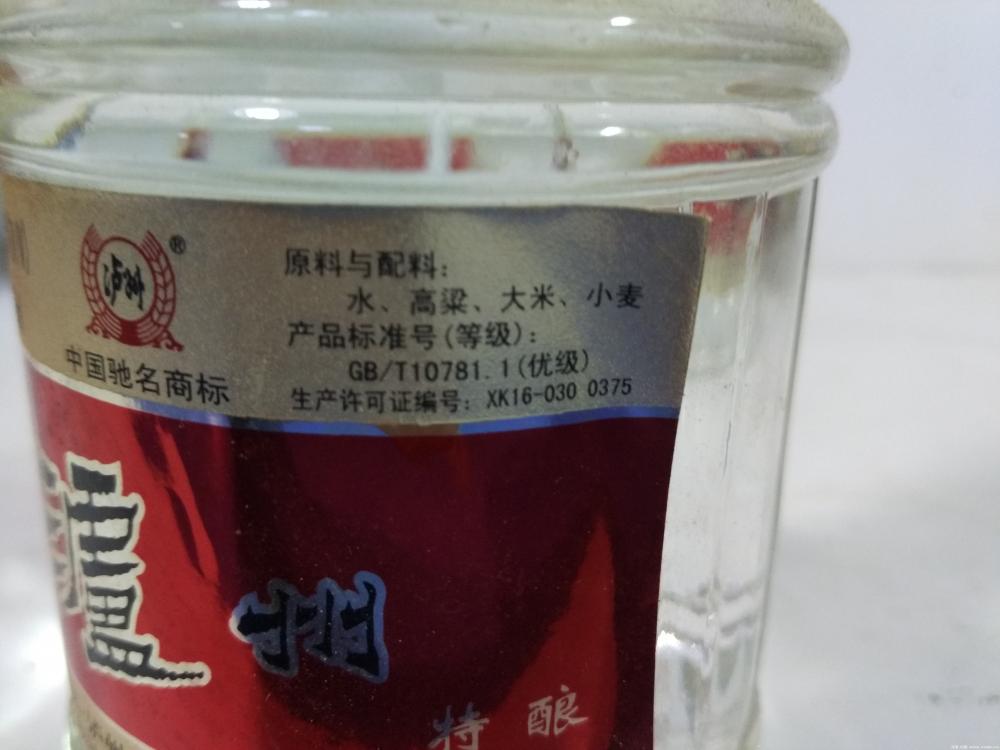 泸州
®
中国驰名商标
原料与配料:
水、高粱、大米、小麦
产品标准号(等级):
GB/T10781.1(优级)
生产许可证编号: XK16-030 0375
瀘州
特酿